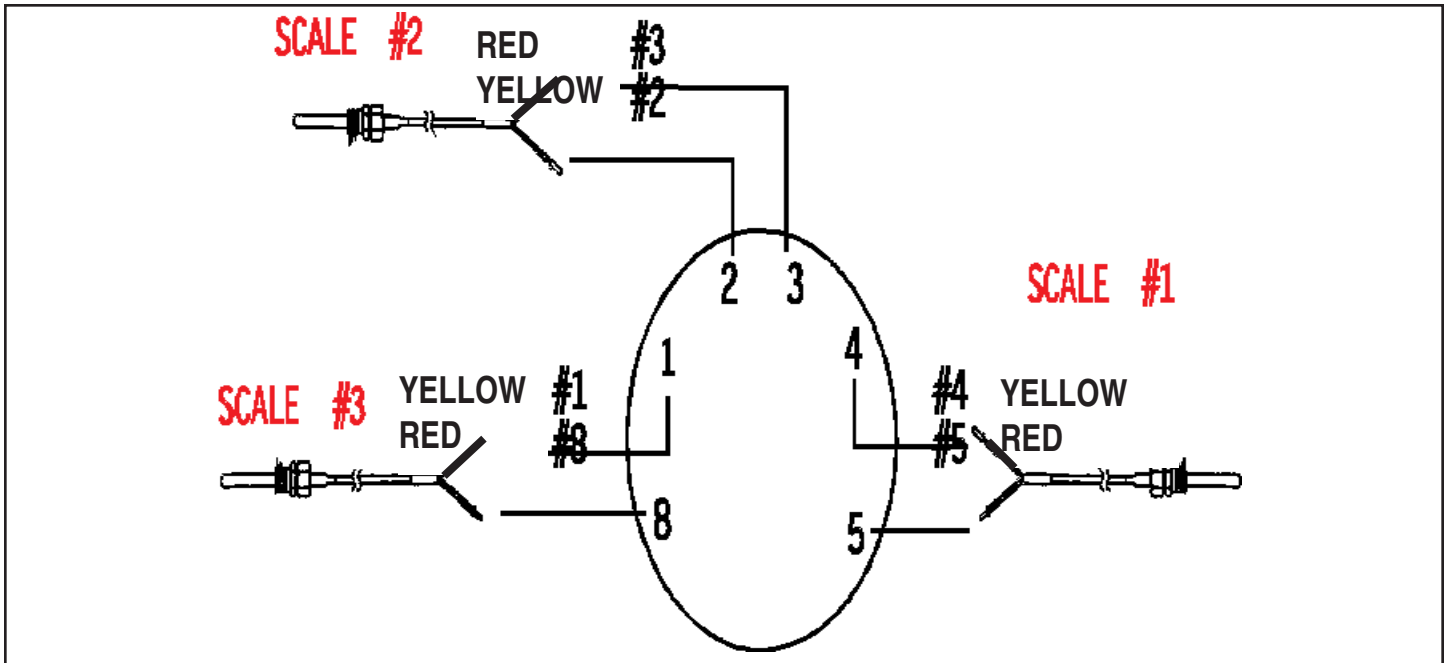 SCALE #2
RED #3
YELLOW #2
2 3
SCALE #1
1 4
SCALE #3
YELLOW #1
RED #8
#4 YELLOW
#5 RED
8 5